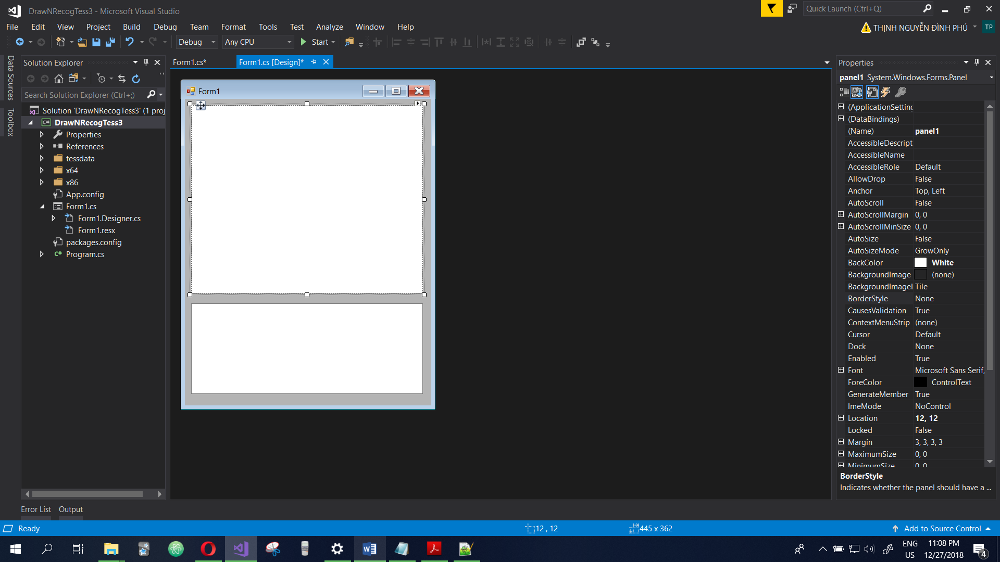 DrawNRecogTess3 - Microsoft Visual Studio
Quick Launch (Ctrl+Q)
File Edit View Project Build Debug Team Format Tools Test Analyze Window Help
THỊNH NGUYỄN ĐÌNH PHÚ TP
Debug Any CPU Start
Data Sources
Toolbox
Solution Explorer
Search Solution Explorer (Ctrl+;)
Solution 'DrawNRecogTess3' (1 proj
DrawNRecogTess3
Properties
References
tessdata
x64
x86
App.config
Form1.cs
Form1.Designer.cs
Form1.resx
packages.config
C# Program.cs
Form1.cs* Form1.cs [Design]*
Form1
Properties
panel1 System.Windows.Forms.Panel
(ApplicationSetting
(DataBindings)
(Name) panel1
AccessibleDescript
AccessibleName
AccessibleRole Default
AllowDrop False
Anchor Top, Left
AutoScroll False
AutoScrollMargin 0, 0
AutoScrollMinSize 0, 0
AutoSize False
AutoSizeMode GrowOnly
BackColor White
BackgroundImage (none)
BackgroundImagel Tile
BorderStyle None
CausesValidation True
ContextMenuStrip (none)
Cursor Default
Dock None
Enabled True
Font Microsoft Sans Serif,
ForeColor ControlText
GenerateMember True
ImeMode NoControl
Location 12, 12
Locked False
Margin 3, 3, 3, 3
MaximumSize 0, 0
MinimumSize 0, 0
BorderStyle
Indicates whether the panel should have a ...
Error List Output
Ready 12 , 12 445 x 362 Add to Source Control
ENG 11:08 PM
US 12/27/2018 4